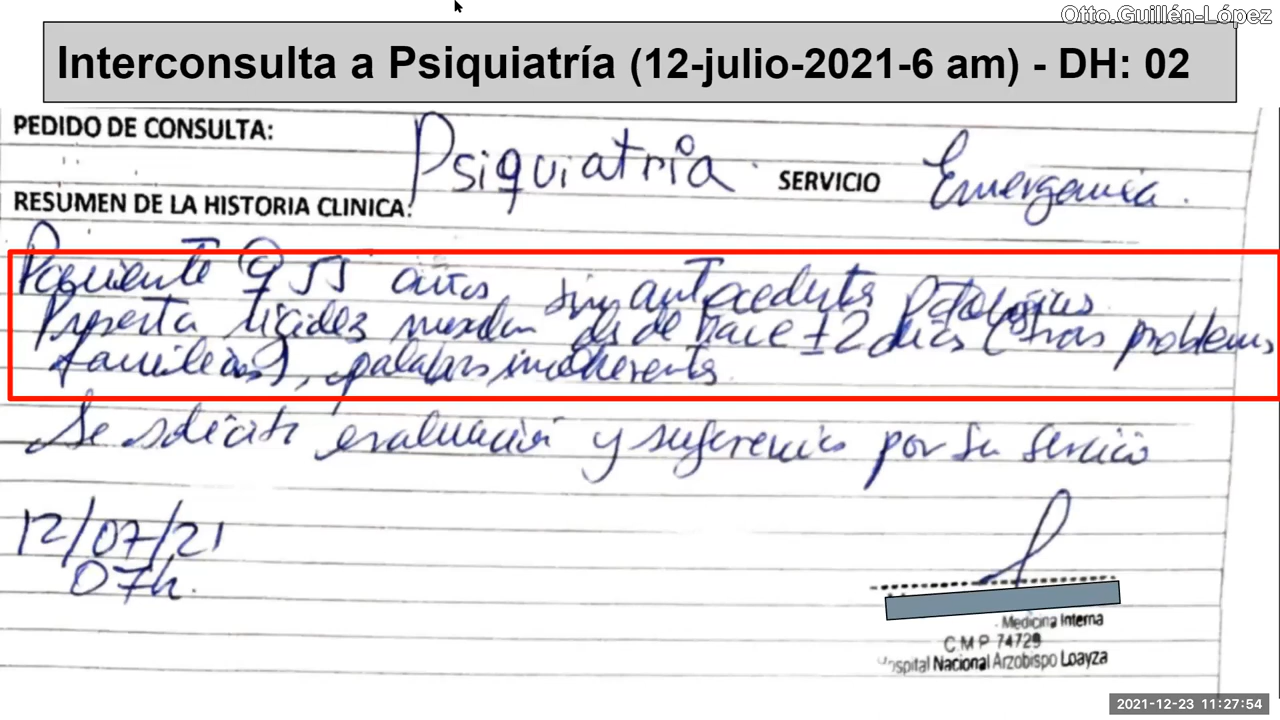 Otto.Guillén-López
Interconsulta a Psiquiatría (12-julio-2021-6 am) - DH: 02
PEDIDO DE CONSULTA: Psiquiatría SERVICIO Emergencia.
RESUMEN DE LA HISTORIA CLINICA:
Paciente ♀ 55 años, sin antecedentes
Presenta rigidez desde hace ±2 días (tras problemas
familiares), palabras incoherentes
Se solicita evaluación y sugerencias por su servicio
12/07/21
07h.
Medicina Interna
CMP 74729
Hospital Nacional Arzobispo Loayza
2021-12-23 11:27:54